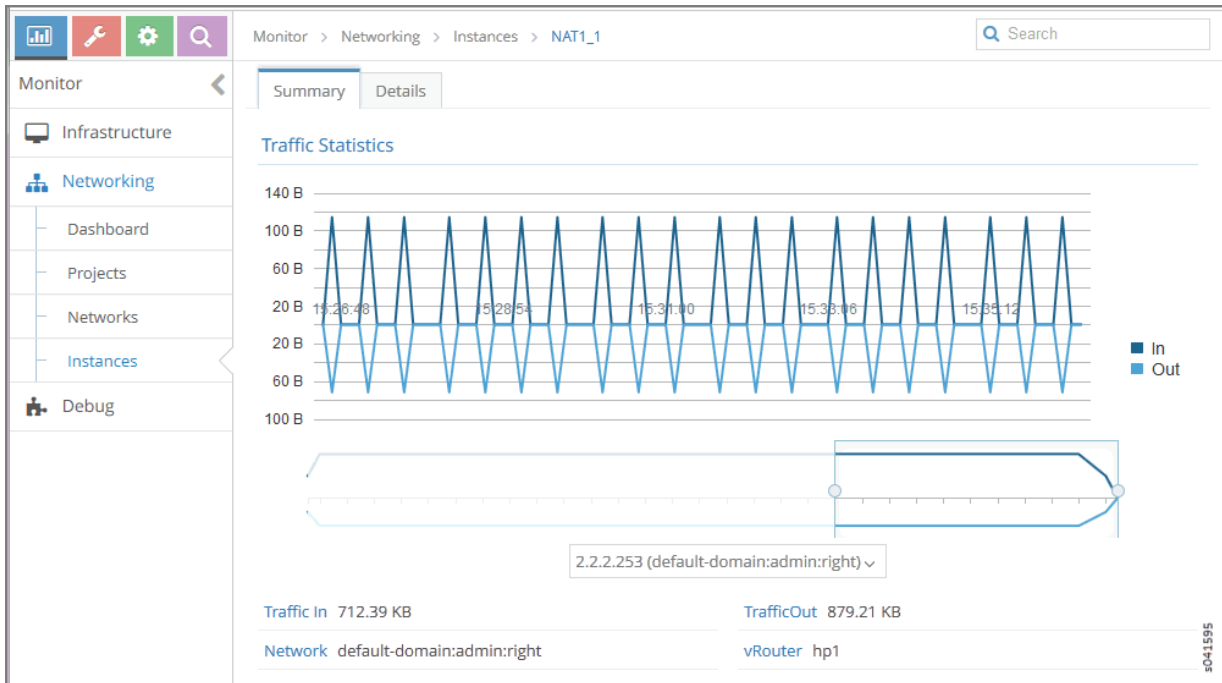 Monitor > Networking > Instances > NAT1_1
Search
Monitor
Infrastructure
Networking
Dashboard
Projects
Networks
Instances
Debug
Summary
Details
Traffic Statistics
140 B
100 B
60 B
20 B
20 B
60 B
100 B
15:26:48
15:28:54
15:31:00
15:33:06
15:35:12
In
Out
2.2.2.253 (default-domain:admin:right)
Traffic In 712.39 KB
TrafficOut 879.21 KB
Network default-domain:admin:right
vRouter hp1
s041595